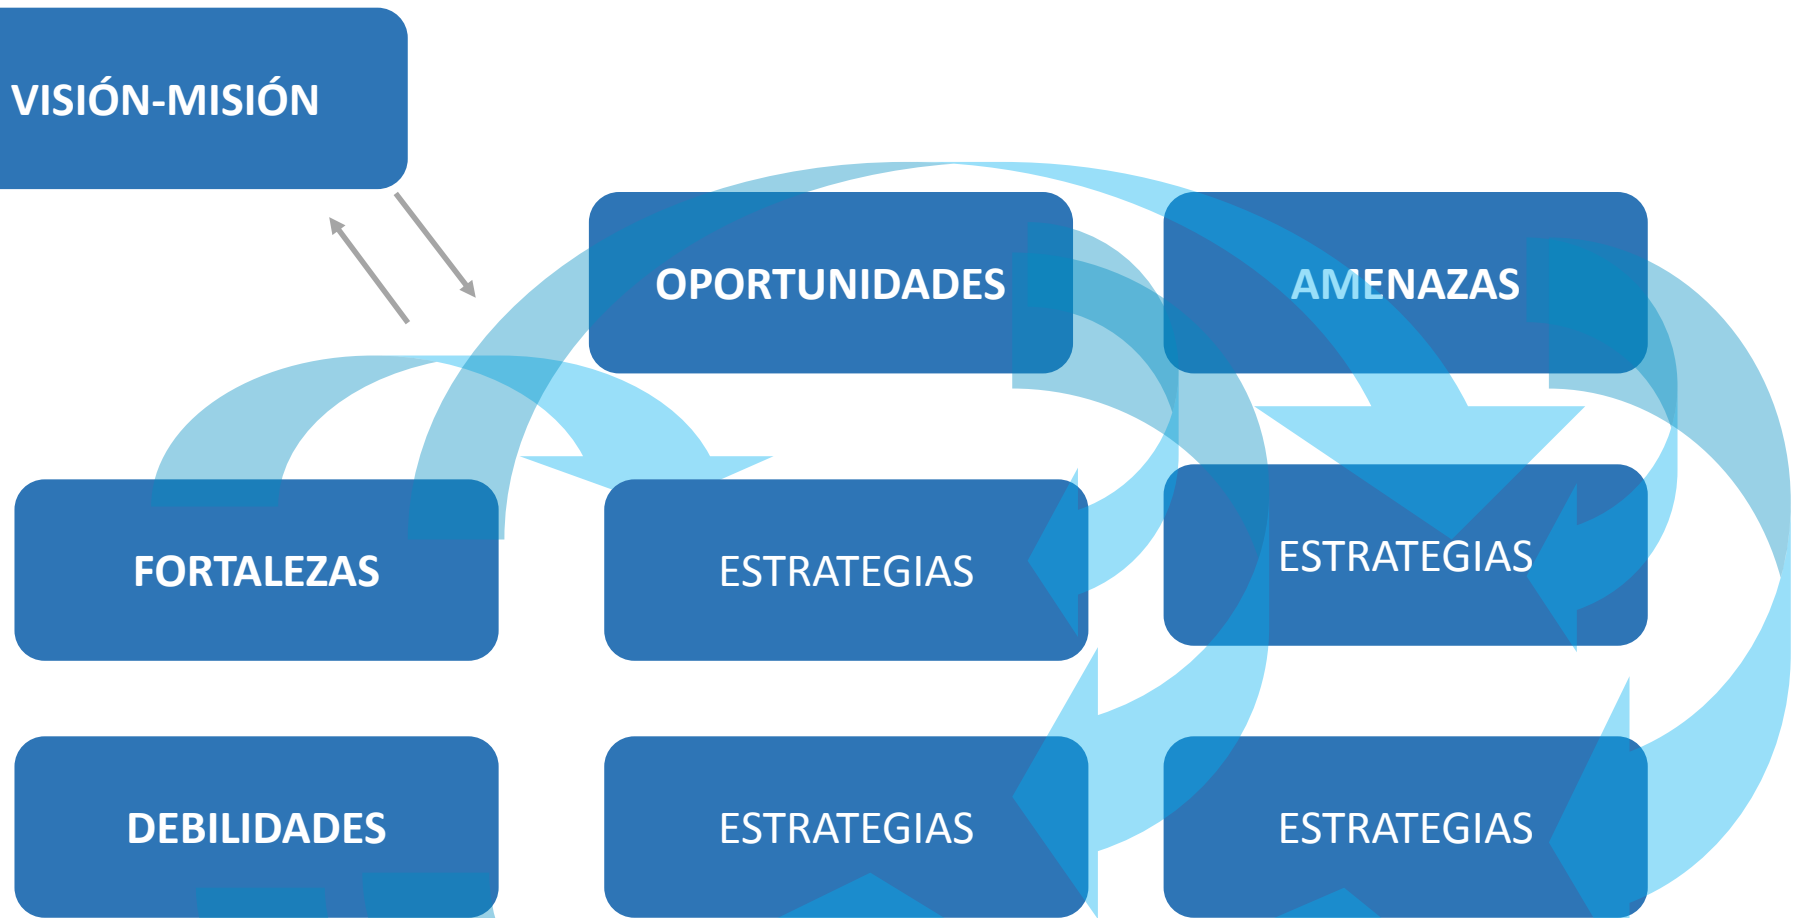 VISIÓN-MISIÓN
OPORTUNIDADES
AMENAZAS
FORTALEZAS
ESTRATEGIAS
ESTRATEGIAS
DEBILIDADES
ESTRATEGIAS
ESTRATEGIAS